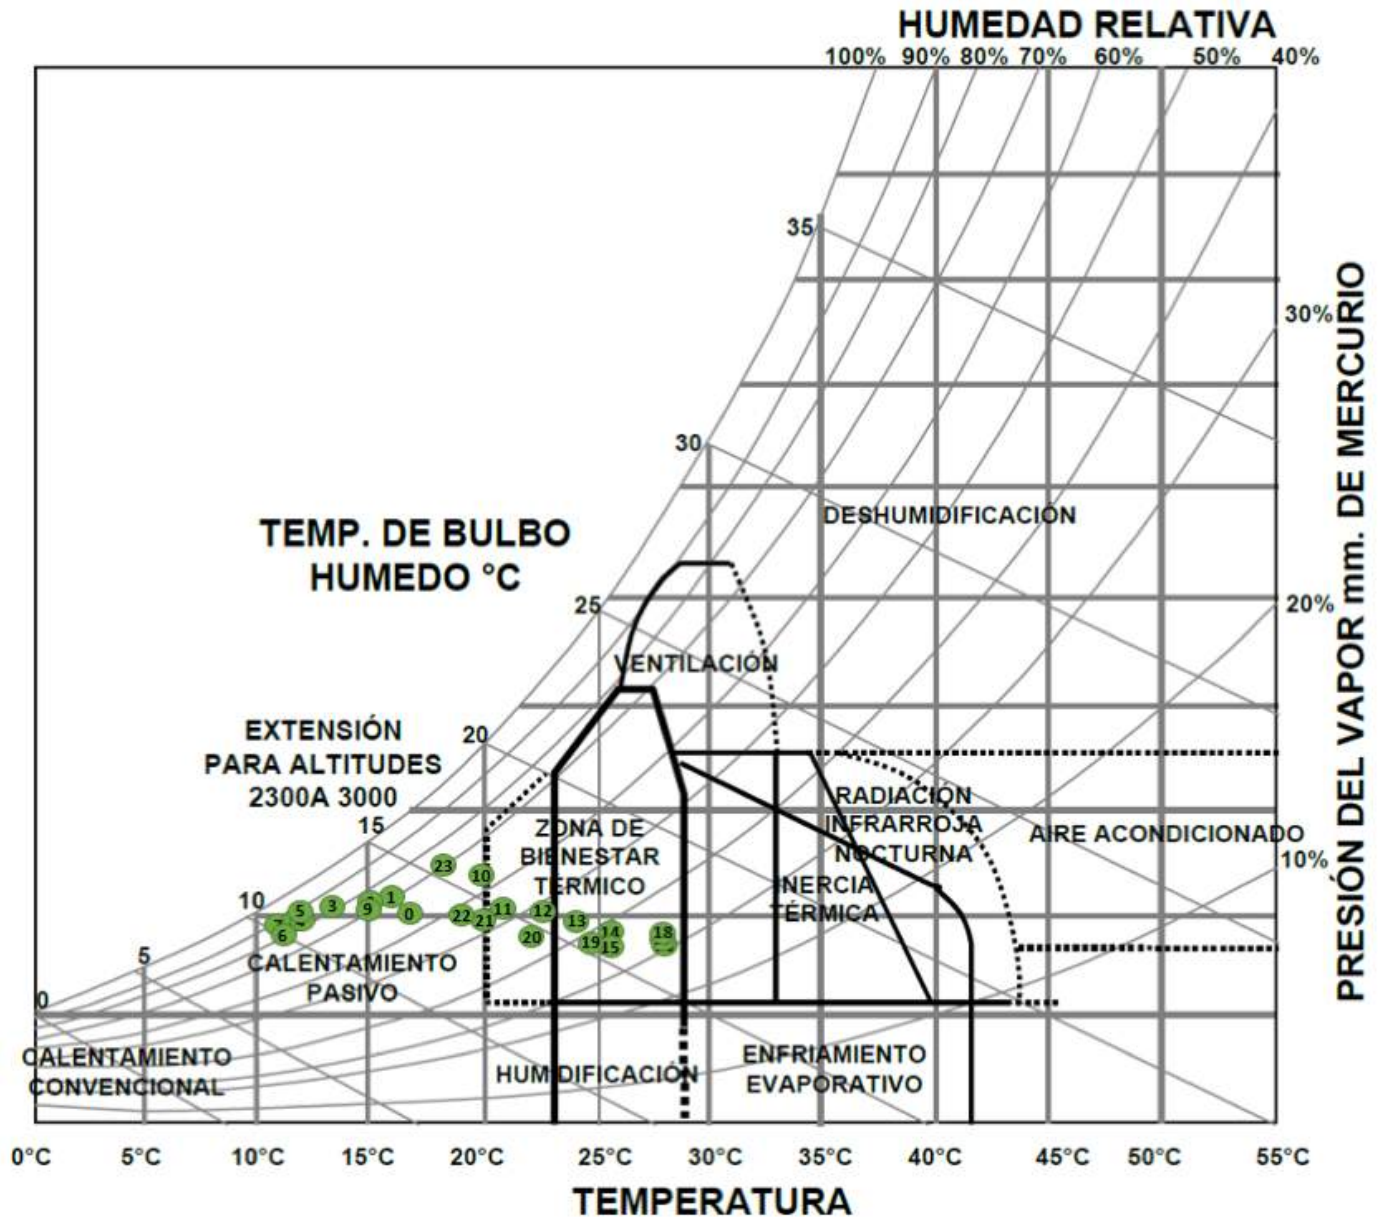 HUMEDAD RELATIVA
100% 90% 80% 70% 60% 50% 40%
35
30%
30
DESHUMIDIFICACIÓN
TEMP. DE BULBO
HUMEDO °C
25
20%
VENTILACIÓN
EXTENSIÓN
PARA ALTITUDES
2300A 3000
20
15
ZONA DE
BIENESTAR
TÉRMICO
RADIACIÓN
INFRARROJA
NOCTURNA
AIRE ACONDICIONADO
10%
INERCIA
TÉRMICA
23
10
10
5
3
9
1
0
22
21
11
12
13
20
19
14
15
18
7
6
5
CALENTAMIENTO
PASIVO
0
CALENTAMIENTO
CONVENCIONAL
HUMIDIFICACIÓN
ENFRIAMIENTO
EVAPORATIVO
0°C 5°C 10°C 15°C 20°C 25°C 30°C 35°C 40°C 45°C 50°C 55°C
TEMPERATURA
PRESIÓN DEL VAPOR mm. DE MERCURIO